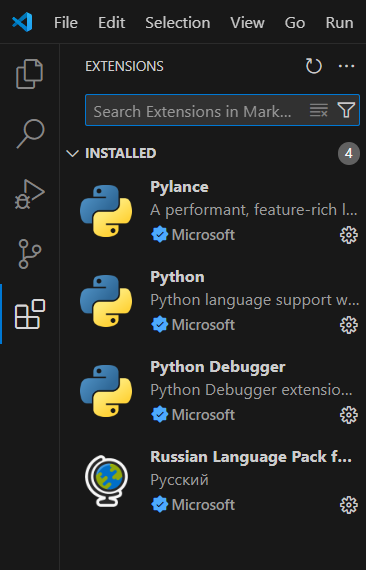 File Edit Selection View Go Run
EXTENSIONS
Search Extensions in Mark...
INSTALLED 4
Pylance
A performant, feature-rich l...
Microsoft
Python
Python language support w...
Microsoft
Python Debugger
Python Debugger extensio...
Microsoft
Russian Language Pack f...
Русский
Microsoft